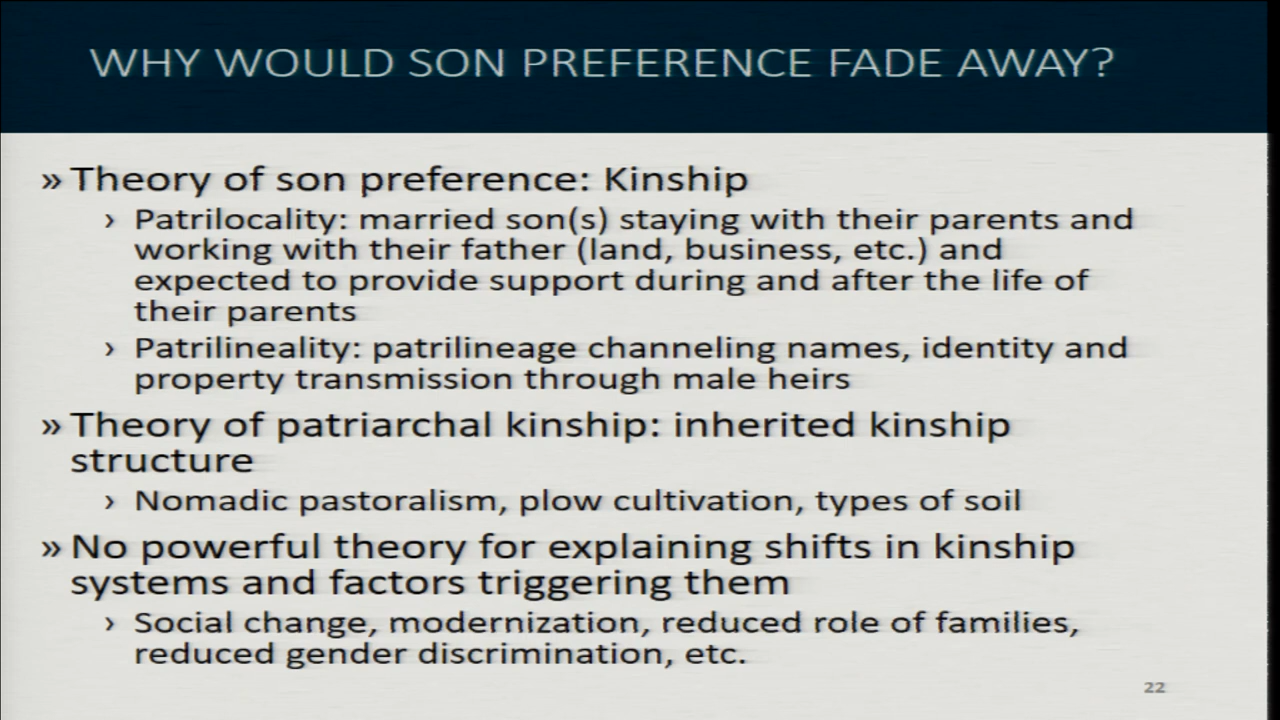 WHY WOULD SON PREFERENCE FADE AWAY?
» Theory of son preference: Kinship
› Patrilocality: married son(s) staying with their parents and
working with their father (land, business, etc.) and
expected to provide support during and after the life of
their parents
› Patrilineality: patrilineage channeling names, identity and
property transmission through male heirs
» Theory of patriarchal kinship: inherited kinship
structure
› Nomadic pastoralism, plow cultivation, types of soil
» No powerful theory for explaining shifts in kinship
systems and factors triggering them
› Social change, modernization, reduced role of families,
reduced gender discrimination, etc.
22